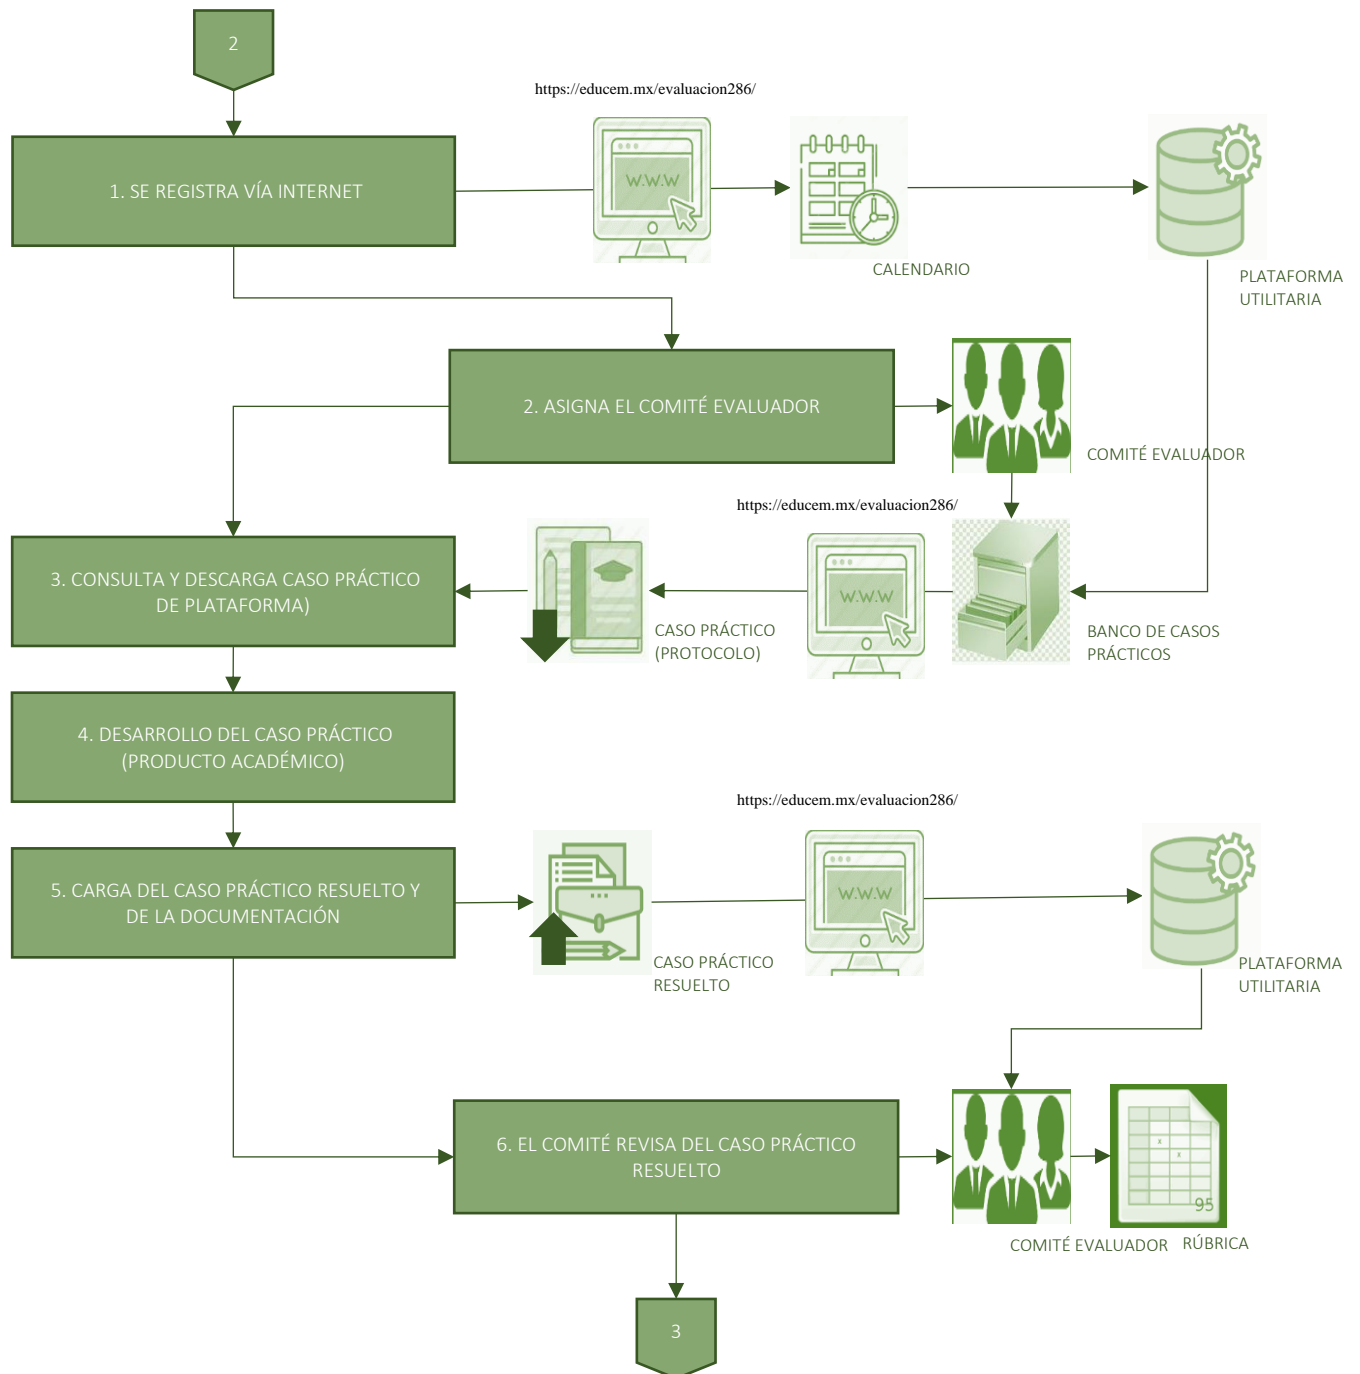 2
https://educem.mx/evaluacion286/
W.W.W
1. SE REGISTRA VÍA INTERNET
CALENDARIO
PLATAFORMA
UTILITARIA
2. ASIGNA EL COMITÉ EVALUADOR
COMITÉ EVALUADOR
https://educem.mx/evaluacion286/
3. CONSULTA Y DESCARGA CASO PRÁCTICO
DE PLATAFORMA)
W.W.W
CASO PRÁCTICO
(PROTOCOLO)
BANCO DE CASOS
PRÁCTICOS
4. DESARROLLO DEL CASO PRÁCTICO
(PRODUCTO ACADÉMICO)
https://educem.mx/evaluacion286/
5. CARGA DEL CASO PRÁCTICO RESUELTO Y
DE LA DOCUMENTACIÓN
W.W.W
CASO PRÁCTICO
RESUELTO
PLATAFORMA
UTILITARIA
6. EL COMITÉ REVISA DEL CASO PRÁCTICO
RESUELTO
x
x
95
COMITÉ EVALUADOR
RÚBRICA
3